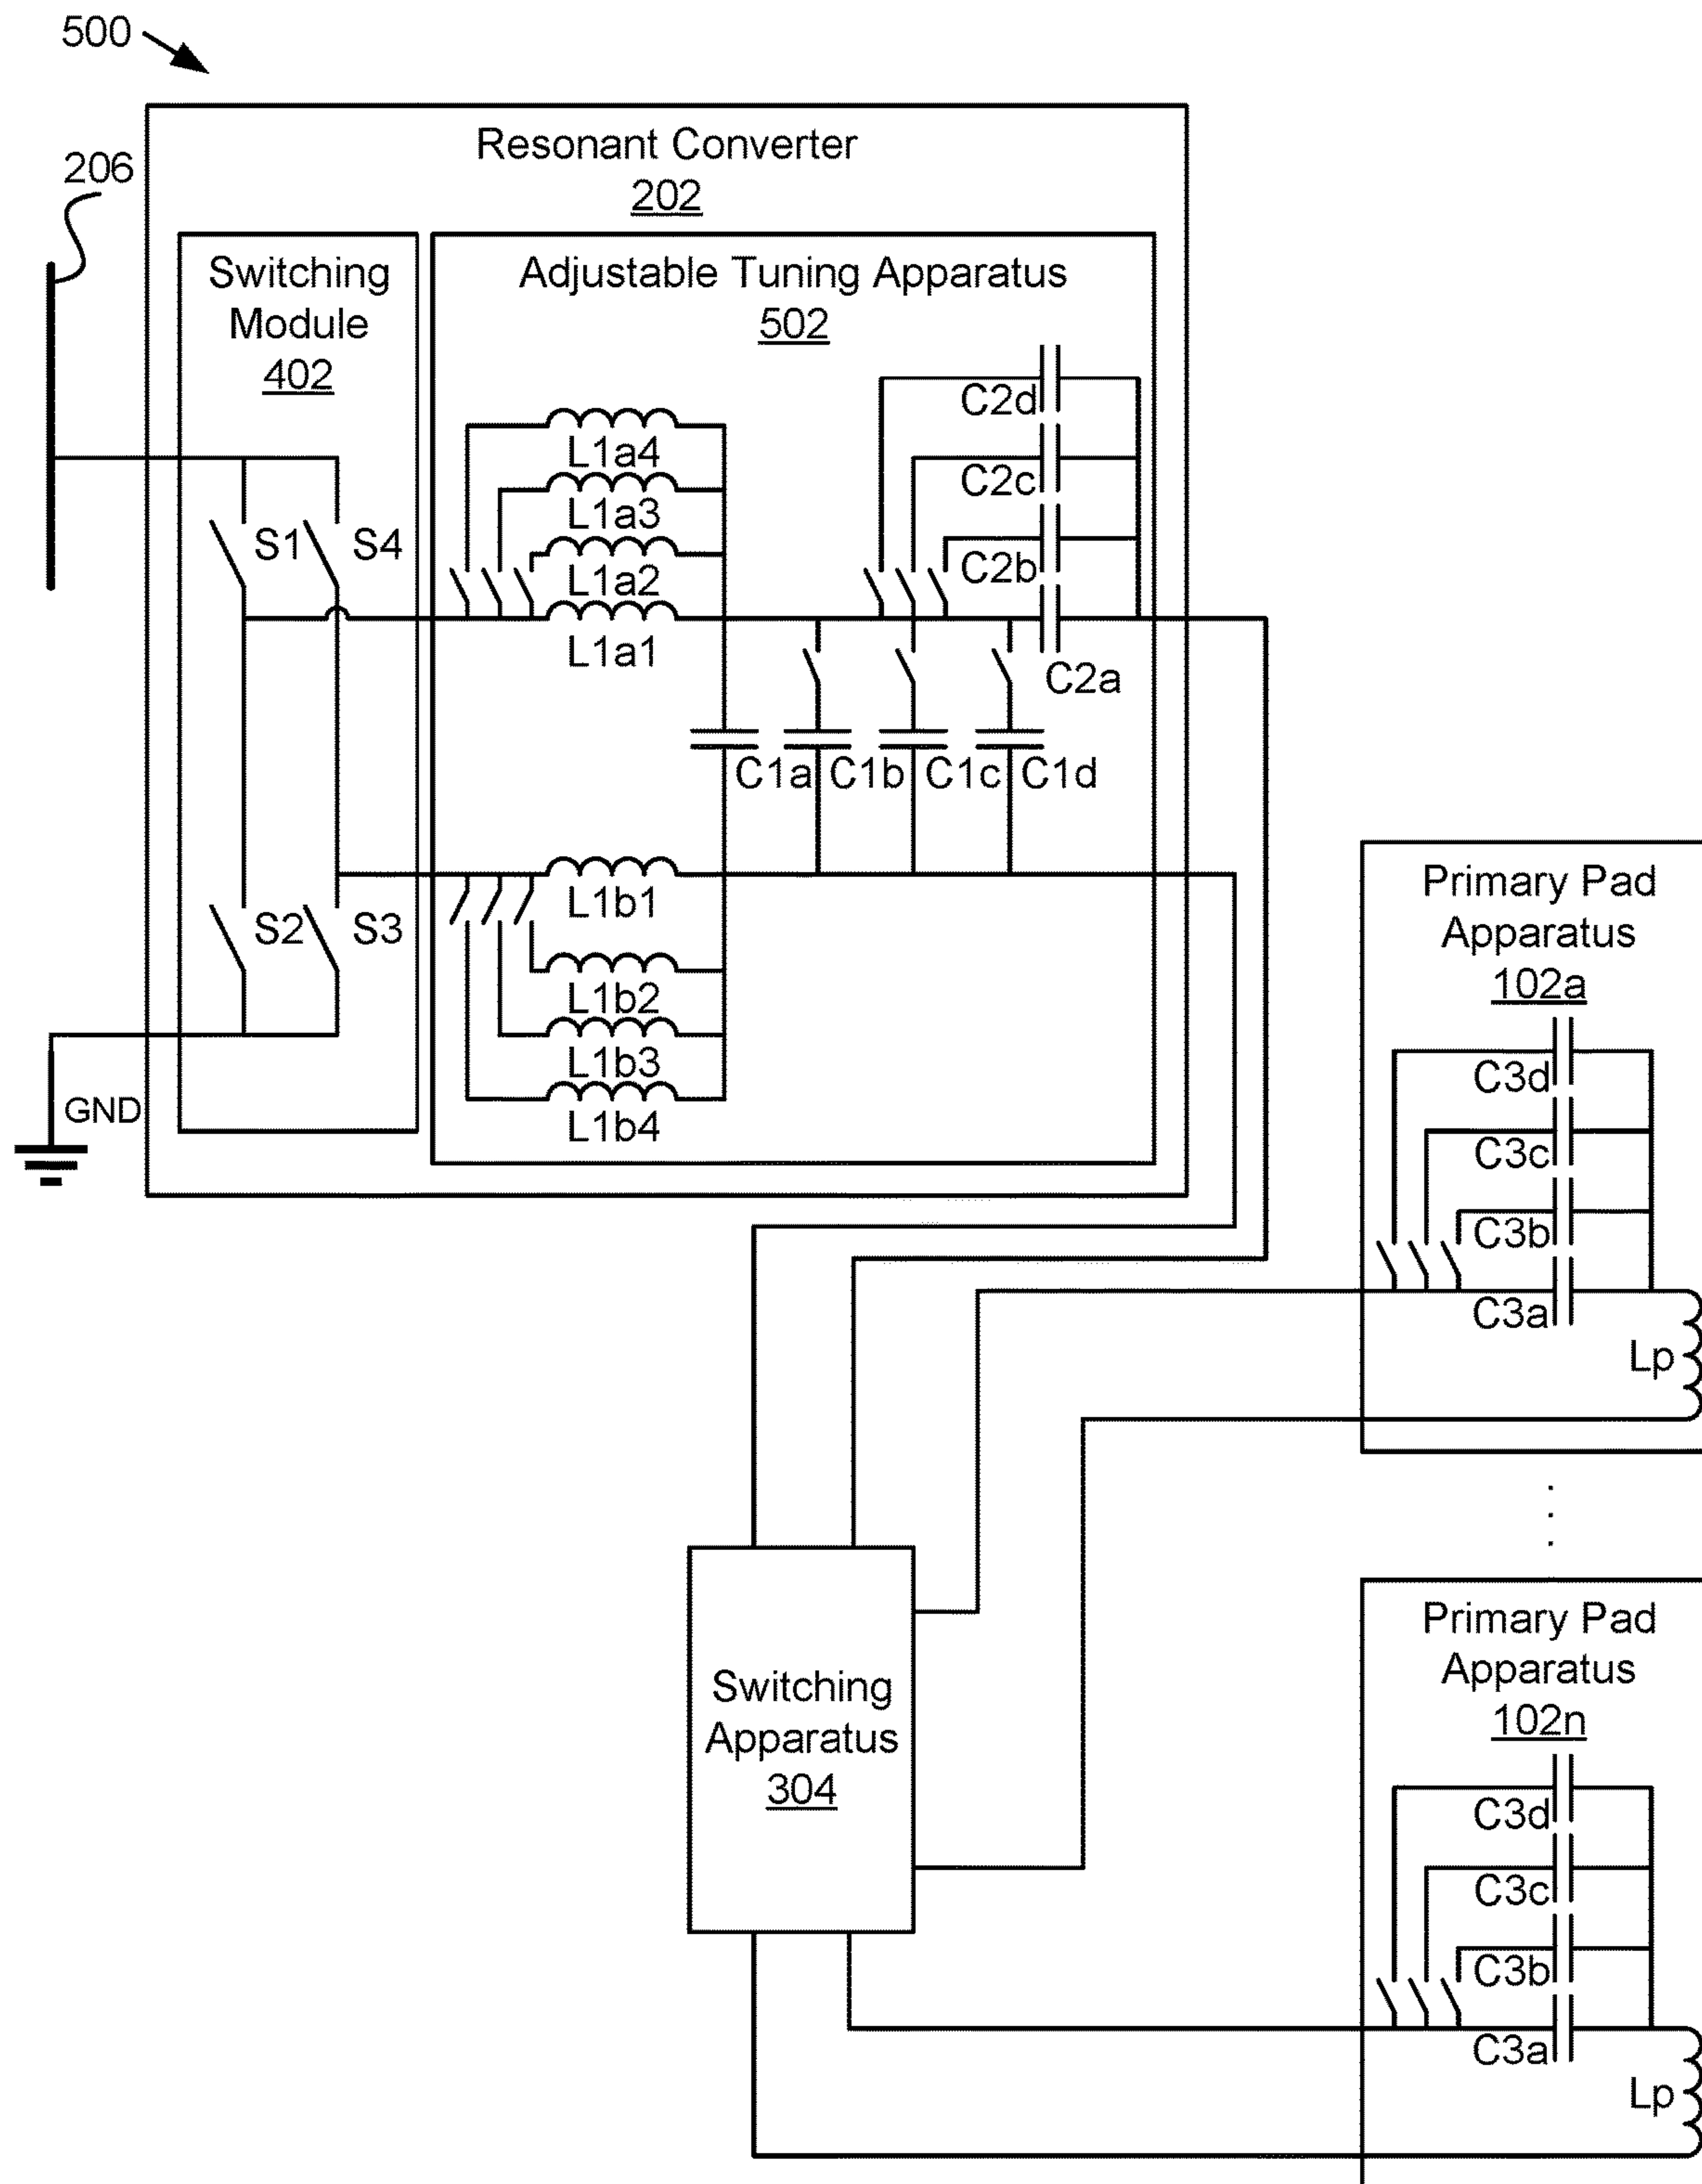 500
206
Resonant Converter
202
Switching
Module
402
Adjustable Tuning Apparatus
502
C2d
L1a4
C2c
L1a3
S1
S4
C2b
L1a2
L1a1
C2a
C1a
C1b
C1c
C1d
L1b1
S2
S3
L1b2
L1b3
GND
L1b4
Primary Pad
Apparatus
102a
C3d
C3c
C3b
C3a
Lp
Switching
Apparatus
304
Primary Pad
Apparatus
102n
C3d
C3c
C3b
C3a
Lp